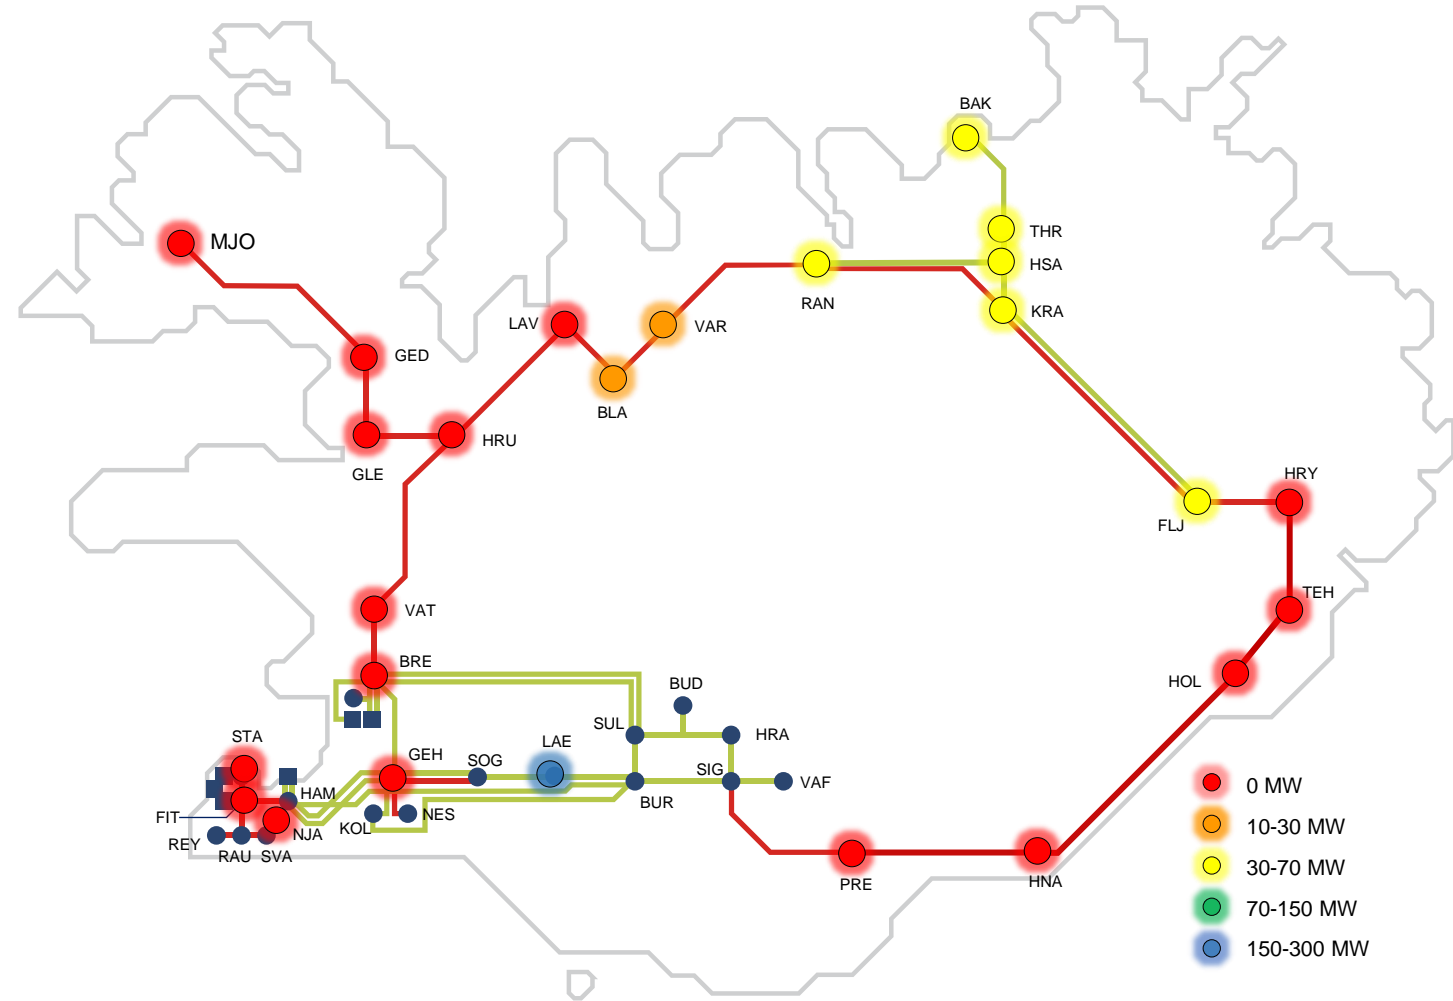 BAK
THR
MJO
HSA
RAN
KRA
LAV
VAR
GED
BLA
HRU
GLE
HRY
FLJ
TEH
VAT
BRE
HOL
BUD
SUL
STA
HRA
LAE
GEH
SOG
SIG
VAF
0 MW
HAM
BUR
FIT
KOL
NES
10-30 MW
NJA
REY
RAU
SVA
30-70 MW
PRE
HNA
70-150 MW
150-300 MW